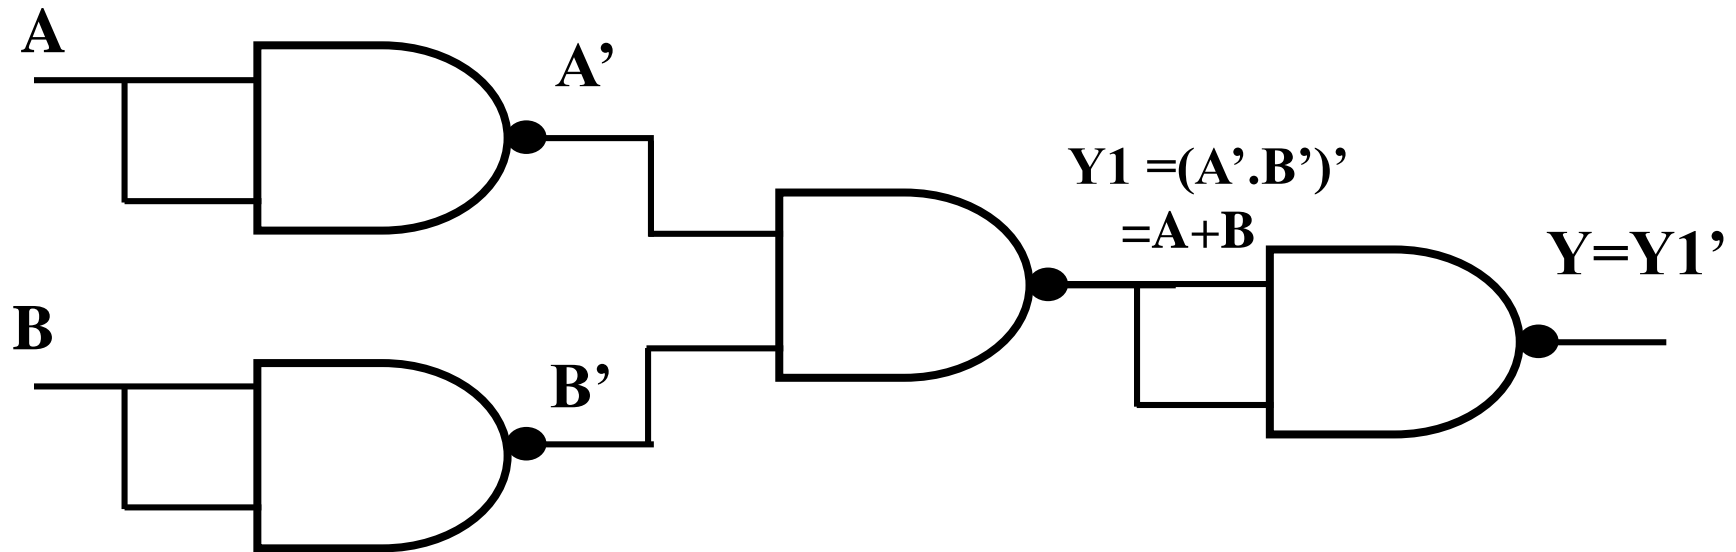 A
A’
Y1 =(A’.B’)’
=A+B
Y=Y1’
B
B’